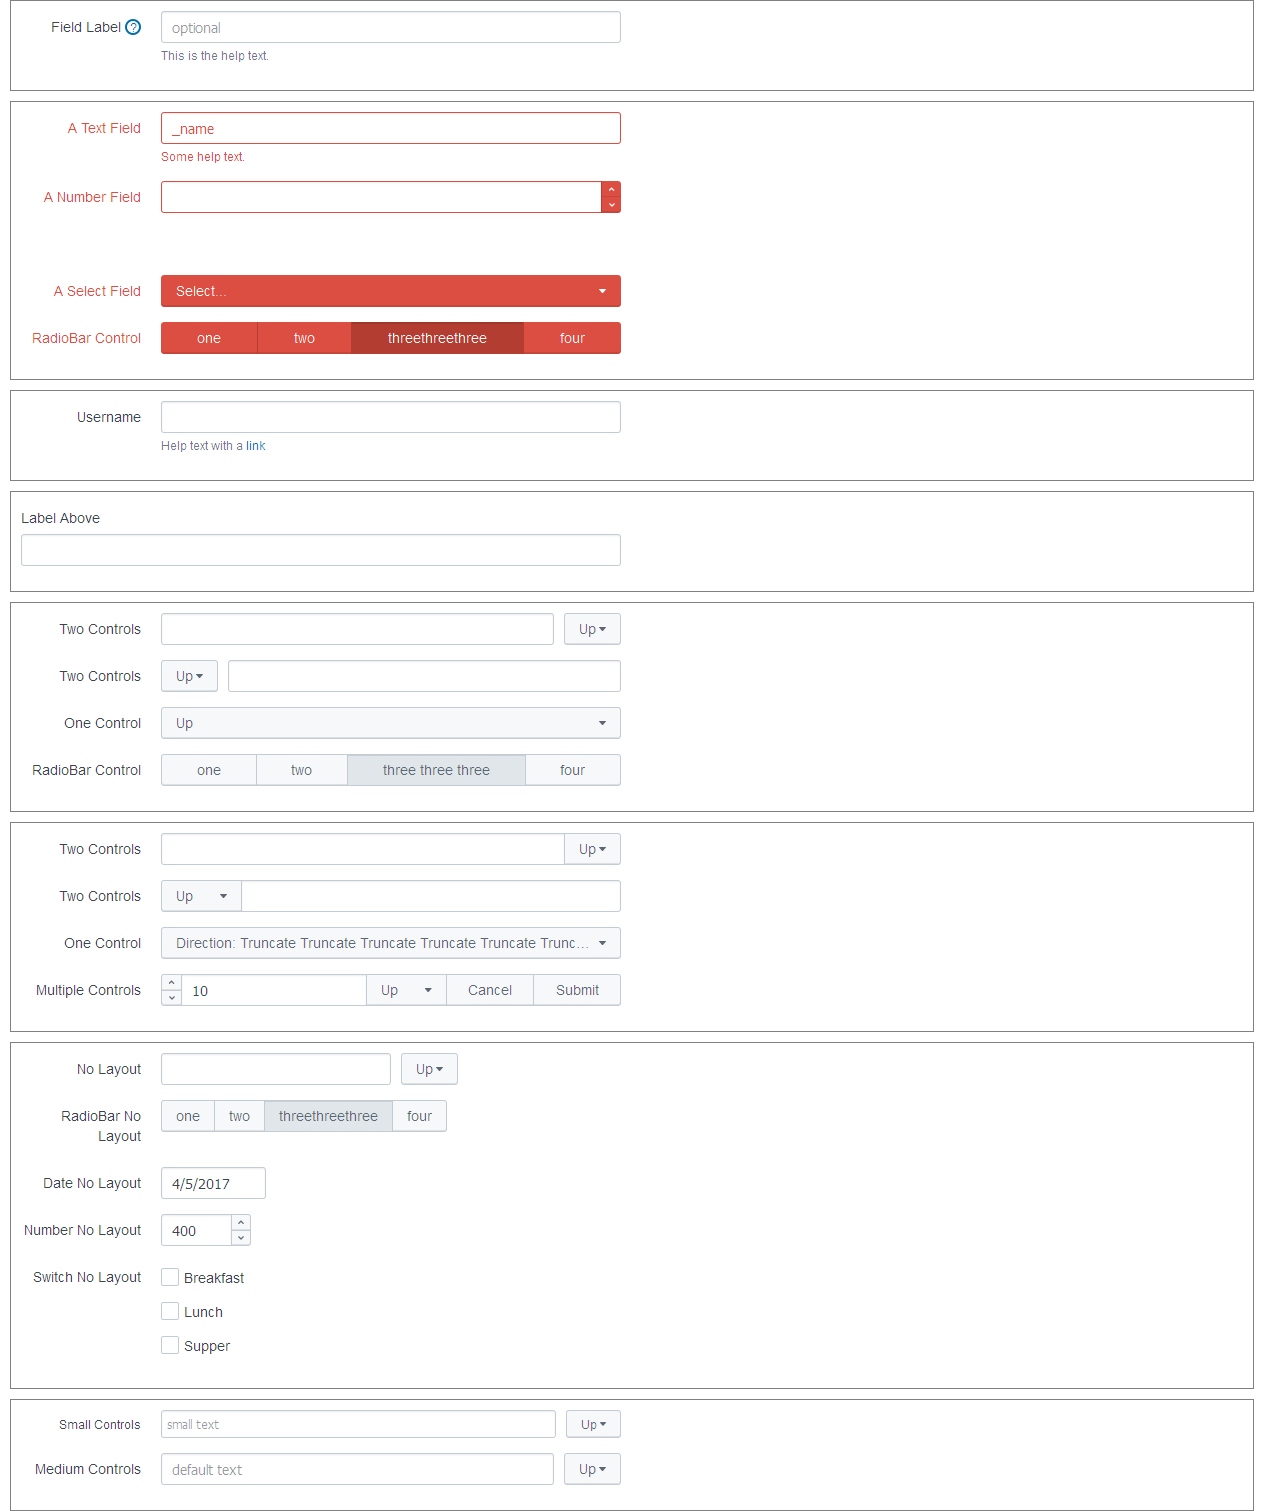 Field Label ? optional
This is the help text.
A Text Field _name
Some help text.
A Number Field
A Select Field Select...
RadioBar Control one two threethreethree four
Username
Help text with a link
Label Above
Two Controls Up
Two Controls Up
One Control Up
RadioBar Control one two three three three four
Two Controls Up
Two Controls Up
One Control Direction: Truncate Truncate Truncate Truncate Truncate Trunc...
Multiple Controls 10 Up Cancel Submit
No Layout Up
RadioBar No one two threethreethree four
Layout
Date No Layout 4/5/2017
Number No Layout 400
Switch No Layout Breakfast
Lunch
Supper
Small Controls small text Up
Medium Controls default text Up